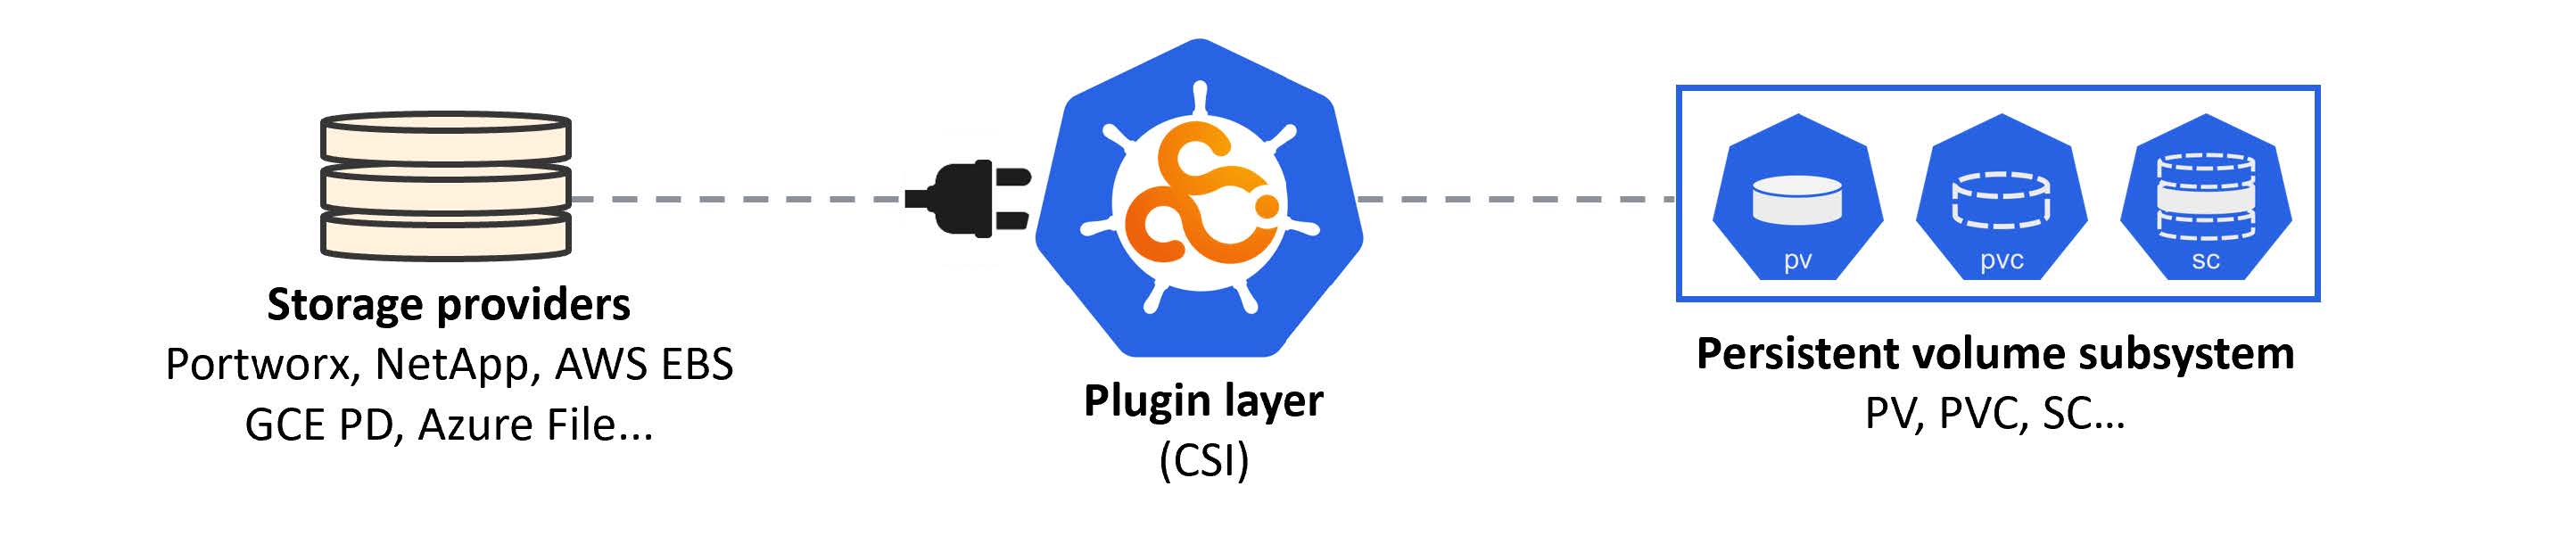 Storage providers
Portworx, NetApp, AWS EBS
GCE PD, Azure File...
Plugin layer
(CSI)
pv
pvc
sc
Persistent volume subsystem
PV, PVC, SC...